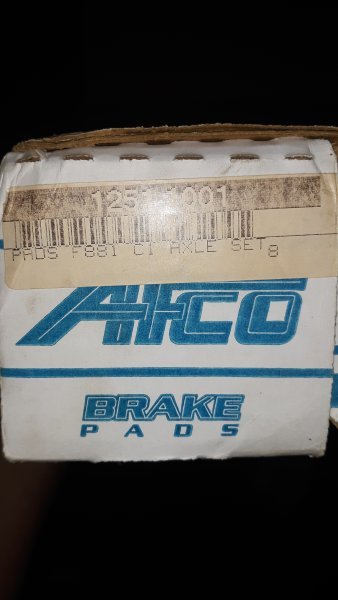 PADS F881 C1 AXLE SET
8
AFCO
BRAKE
PADS